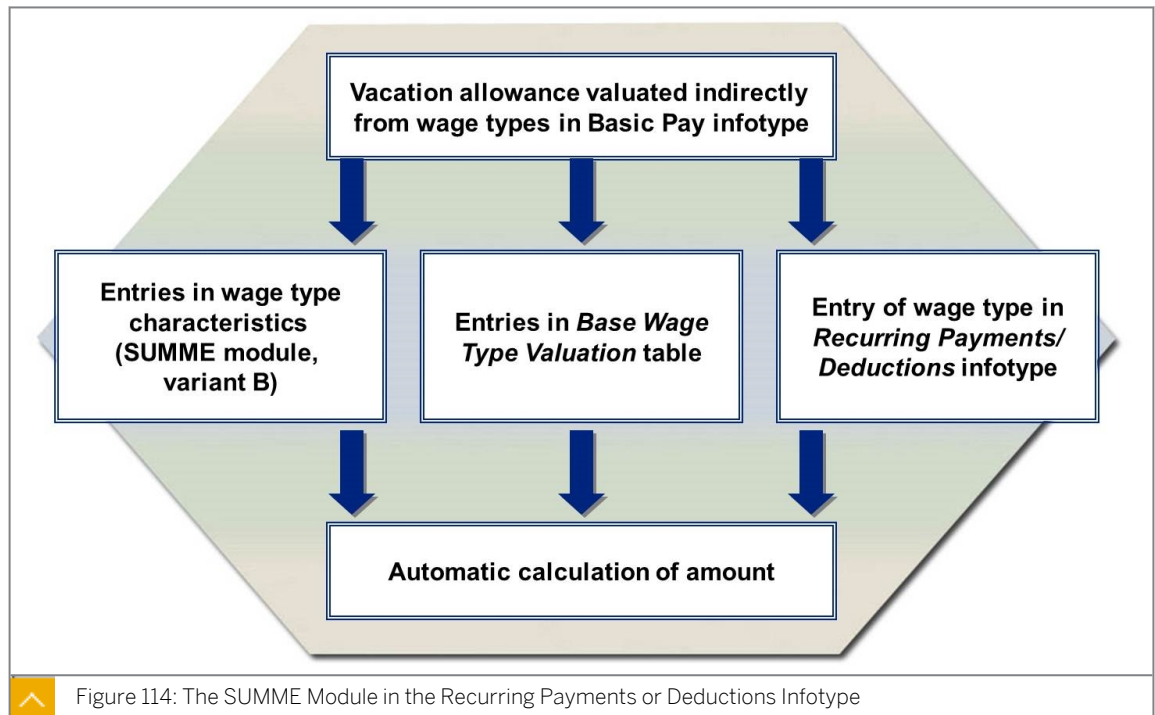 Vacation allowance valuated indirectly
from wage types in Basic Pay infotype
Entries in wage type
characteristics
(SUMME module,
variant B)
Entries in Base Wage
Type Valuation table
Entry of wage type in
Recurring Payments/
Deductions infotype
Automatic calculation of amount
Figure 114: The SUMME Module in the Recurring Payments or Deductions Infotype